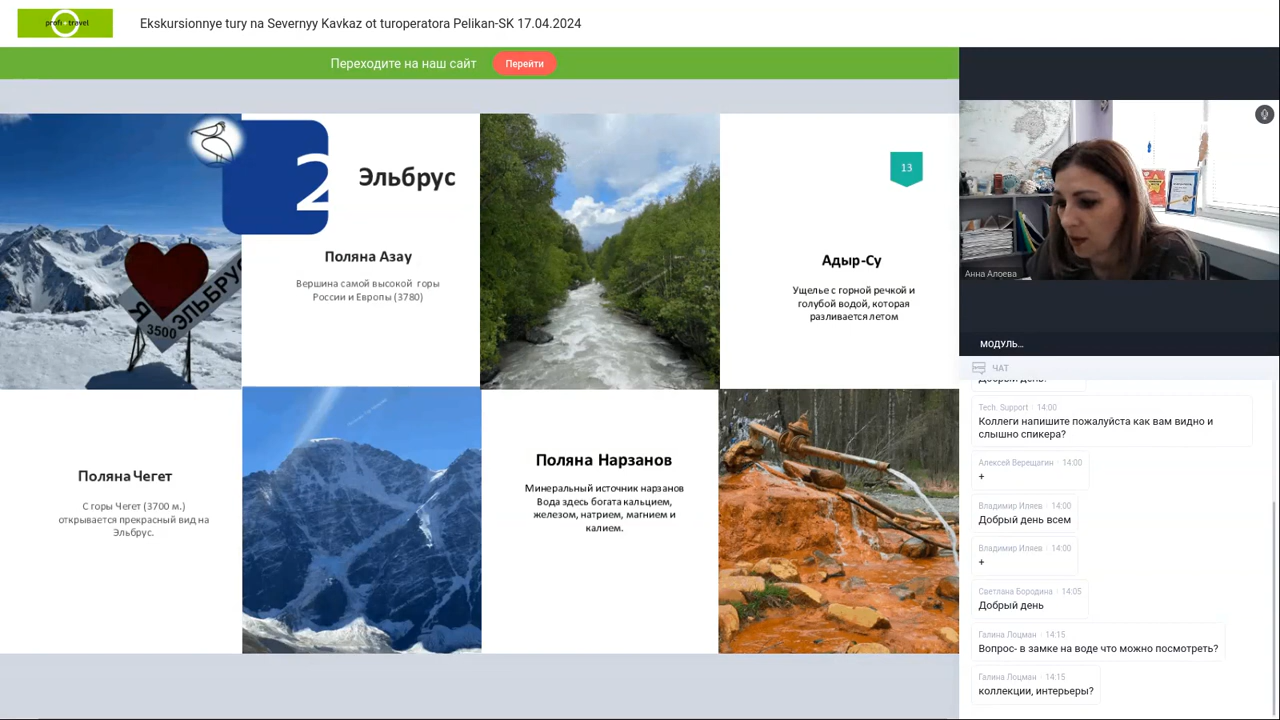 profi travel
Ekskursionnye tury na Severnyy Kavkaz ot turoperatora Pelikan-SK 17.04.2024
Переходите на наш сайт
Перейти
2
Эльбрус
Поляна Азау
Вершина самой высокой горы
России и Европы (3780)
Я
ЭЛЬБРУС
3500
13
Адыр-Су
Ущелье с горной речкой и
голубой водой, которая
разливается летом
Поляна Чегет
С горы Чегет (3700 м.)
открывается прекрасный вид на
Эльбрус.
Поляна Нарзанов
Минеральный источник нарзанов
Вода здесь богата кальцием,
железом, натрием, магнием и
калием.
Анна Алоева
МОДУЛЬ...
ЧАТ
Добрый день!
Tech. Support 14:00
Коллеги напишите пожалуйста как вам видно и
слышно спикера?
Алексей Верещагин 14:00
+
Владимир Иляев 14:00
Добрый день всем
Владимир Иляев 14:00
+
Светлана Бородина 14:05
Добрый день
Галина Лоцман 14:15
Вопрос- в замке на воде что можно посмотреть?
Галина Лоцман 14:15
коллекции, интерьеры?